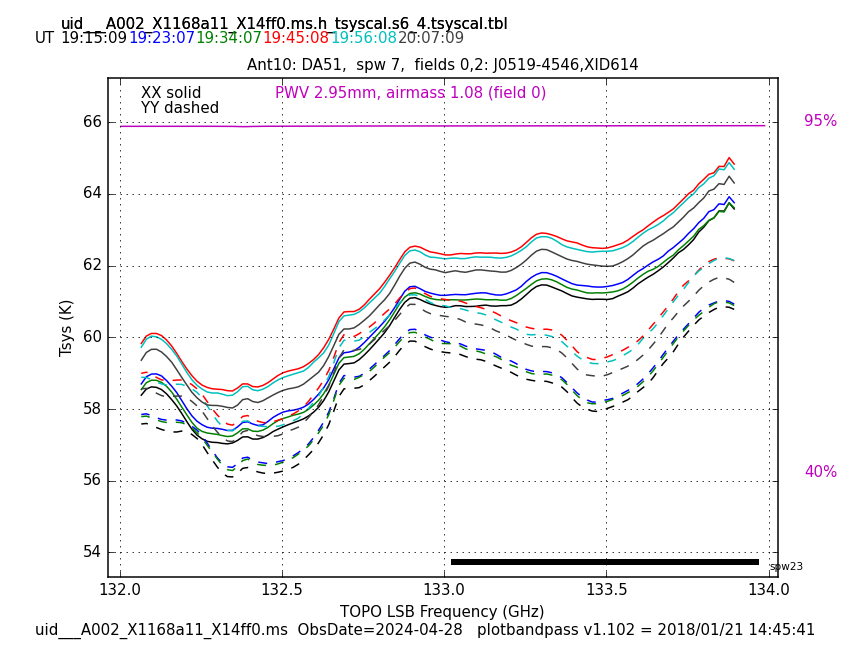 uid___A002_X1168a11_X14ff0.ms.h_tsyscal.s6_4.tsyscal.tbl
UT 19:15:09 19:23:07 19:34:07 19:45:08 19:56:08 20:07:09
Ant10: DA51,  spw 7,  fields 0,2: J0519-4546,XID614
XX solid
PWV 2.95mm, airmass 1.08 (field 0)
YY dashed
66
95%
64
62
60
Tsys (K)
58
56
40%
54
spw23
132.0 132.5 133.0 133.5 134.0
TOPO LSB Frequency (GHz)
uid___A002_X1168a11_X14ff0.ms  ObsDate=2024-04-28   plotbandpass v1.102 = 2018/01/21 14:45:41